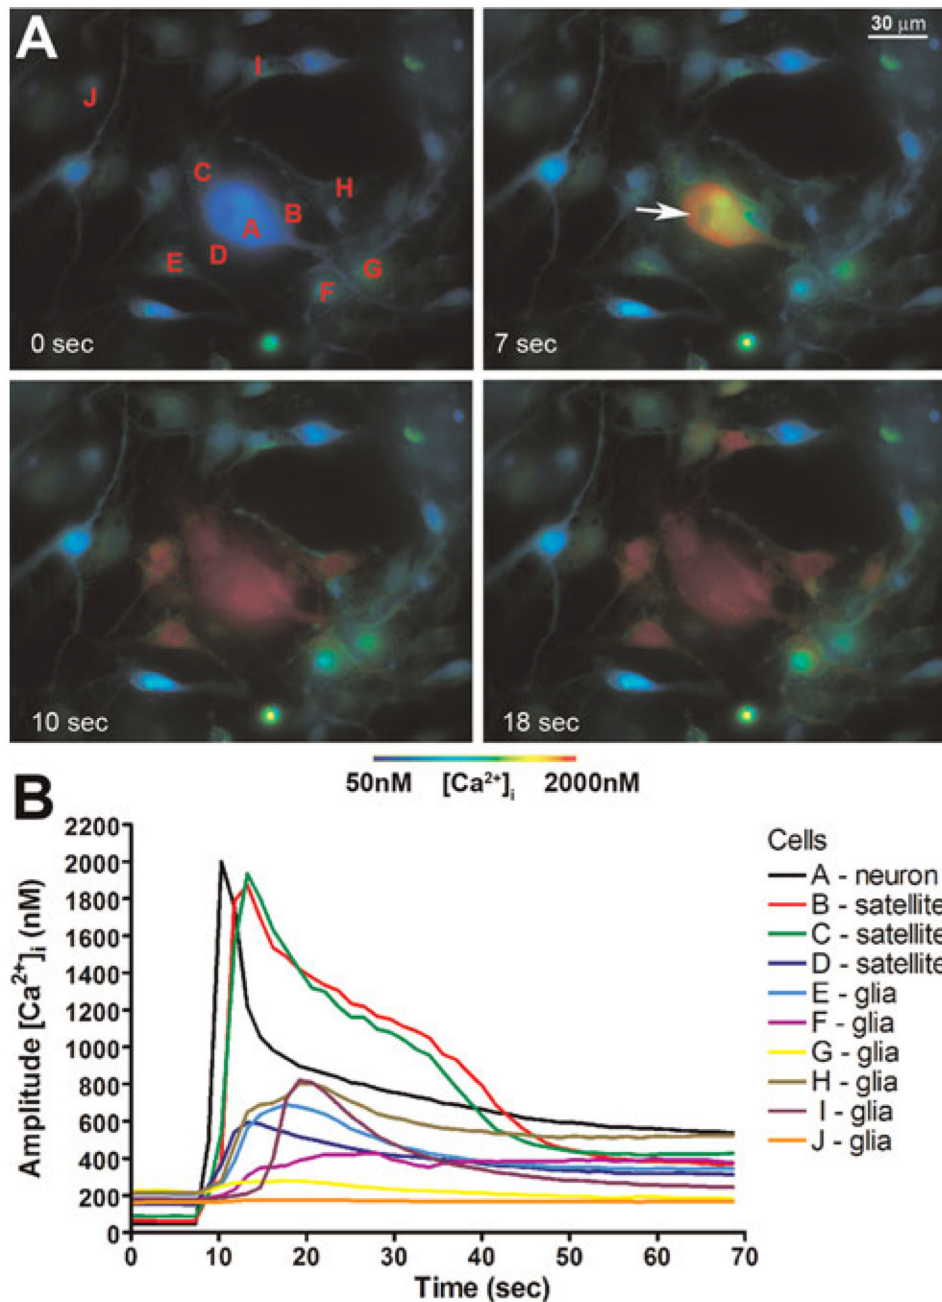 A
30 μm
I
J
C
H
B
A
D
E
G
F
0 sec
7 sec
10 sec
18 sec
50nM [Ca²⁺]ᵢ 2000nM
B
Amplitude [Ca²⁺]ᵢ (nM)
2200
2000
1800
1600
1400
1200
1000
800
600
400
200
0
0 10 20 30 40 50 60 70
Time (sec)
Cells
A - neuron
B - satellite
C - satellite
D - satellite
E - glia
F - glia
G - glia
H - glia
I - glia
J - glia